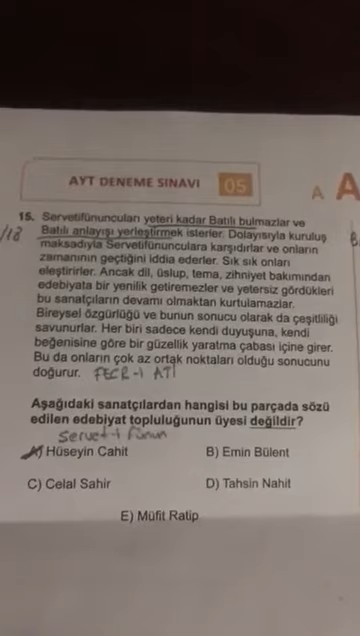 AYT DENEME SINAVI 05
A A
15. Servetifünuncuları yeteri kadar Batılı bulmazlar ve
Batılı anlayışı yerleştirmek isterler. Dolayısıyla kuruluş
maksadıyla Servetifünunculara karşıdırlar ve onların
zamanının geçtiğini iddia ederler. Sık sık onları
eleştirirler. Ancak dil, üslup, tema, zihniyet bakımından
edebiyata bir yenilik getiremezler ve yetersiz gördükleri
bu sanatçıların devamı olmaktan kurtulamazlar.
Bireysel özgürlüğü ve bunun sonucu olarak da çeşitliliği
savunurlar. Her biri sadece kendi duyuşuna, kendi
beğenisine göre bir güzellik yaratma çabası içine girer.
Bu da onların çok az ortak noktaları olduğu sonucunu
doğurur. FECR-İ ATİ
Aşağıdaki sanatçılardan hangisi bu parçada sözü
edilen edebiyat topluluğunun üyesi değildir?
Servet-i Fünun
A) Hüseyin Cahit B) Emin Bülent
C) Celal Sahir D) Tahsin Nahit
E) Müfit Ratip